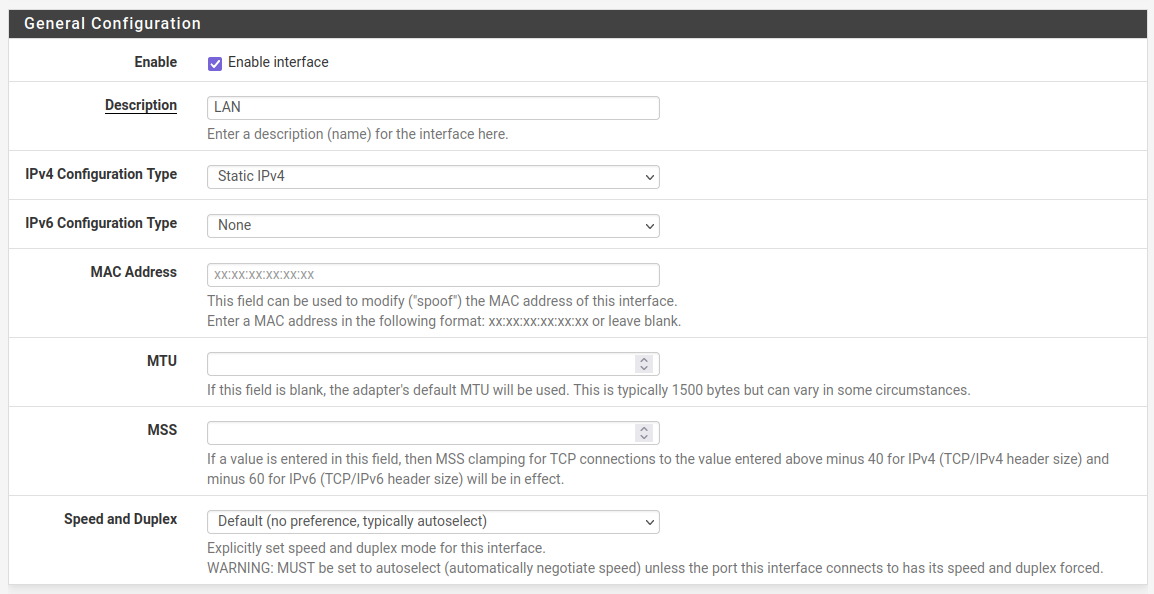 General Configuration
Enable
Enable interface
Description
LAN
Enter a description (name) for the interface here.
IPv4 Configuration Type
Static IPv4
IPv6 Configuration Type
None
MAC Address
xx:xx:xx:xx:xx:xx
This field can be used to modify ("spoof") the MAC address of this interface.
Enter a MAC address in the following format: xx:xx:xx:xx:xx:xx or leave blank.
MTU
If this field is blank, the adapter's default MTU will be used. This is typically 1500 bytes but can vary in some circumstances.
MSS
If a value is entered in this field, then MSS clamping for TCP connections to the value entered above minus 40 for IPv4 (TCP/IPv4 header size) and
minus 60 for IPv6 (TCP/IPv6 header size) will be in effect.
Speed and Duplex
Default (no preference, typically autoselect)
Explicitly set speed and duplex mode for this interface.
WARNING: MUST be set to autoselect (automatically negotiate speed) unless the port this interface connects to has its speed and duplex forced.